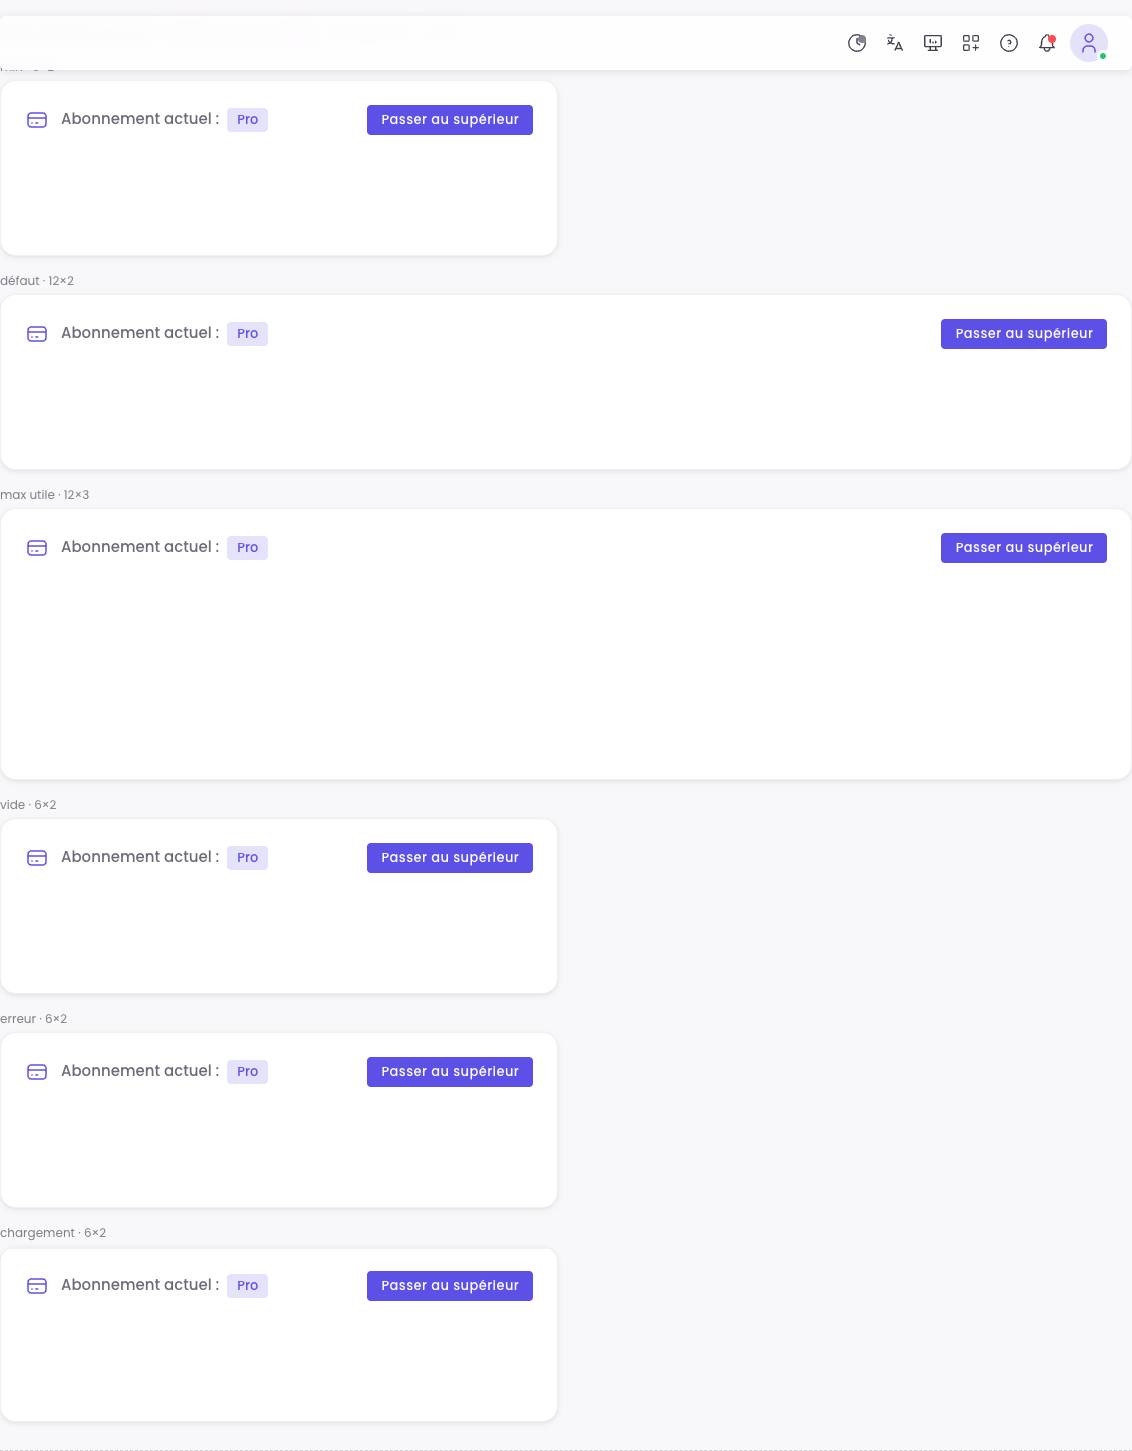 Abonnement actuel : Pro Passer au supérieur
défaut · 12×2
Abonnement actuel : Pro Passer au supérieur
max utile · 12×3
Abonnement actuel : Pro Passer au supérieur
vide · 6×2
Abonnement actuel : Pro Passer au supérieur
erreur · 6×2
Abonnement actuel : Pro Passer au supérieur
chargement · 6×2
Abonnement actuel : Pro Passer au supérieur